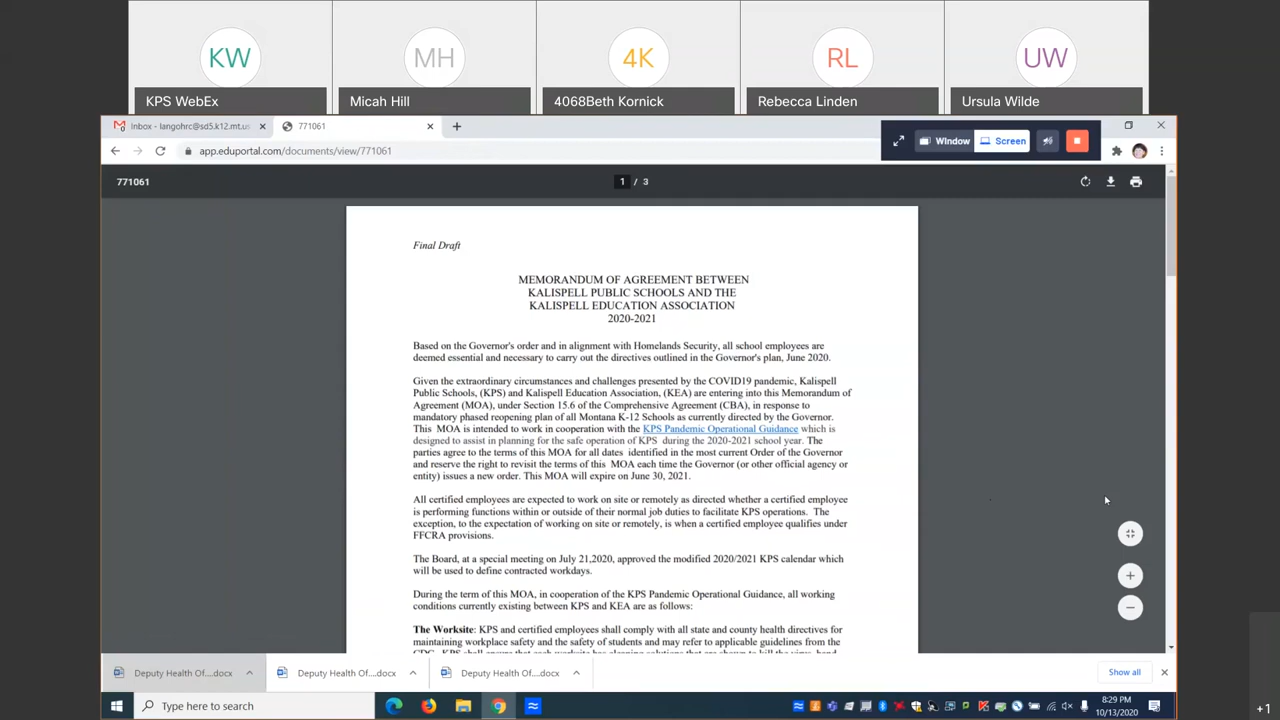 KW
MH
4K
RL
UW
KPS WebEx
Micah Hill
4068Beth Kornick
Rebecca Linden
Ursula Wilde
Inbox - langohrc@sd5.k12.mt.us
771061
Window
Screen
app.eduportal.com/documents/view/771061
771061
1 / 3
Final Draft
MEMORANDUM OF AGREEMENT BETWEEN
KALISPELL PUBLIC SCHOOLS AND THE
KALISPELL EDUCATION ASSOCIATION
2020-2021
Based on the Governor's order and in alignment with Homelands Security, all school employees are
deemed essential and necessary to carry out the directives outlined in the Governor's plan, June 2020.
Given the extraordinary circumstances and challenges presented by the COVID19 pandemic, Kalispell
Public Schools, (KPS) and Kalispell Education Association, (KEA) are entering into this Memorandum of
Agreement (MOA), under Section 15.6 of the Comprehensive Agreement (CBA), in response to
mandatory phased reopening plan of all Montana K-12 Schools as currently directed by the Governor.
This MOA is intended to work in cooperation with the KPS Pandemic Operational Guidance which is
designed to assist in planning for the safe operation of KPS during the 2020-2021 school year. The
parties agree to the terms of this MOA for all dates identified in the most current Order of the Governor
and reserve the right to revisit the terms of this MOA each time the Governor (or other official agency or
entity) issues a new order. This MOA will expire on June 30, 2021.
All certified employees are expected to work on site or remotely as directed whether a certified employee
is performing functions within or outside of their normal job duties to facilitate KPS operations. The
exception, to the expectation of working on site or remotely, is when a certified employee qualifies under
FFCRA provisions.
The Board, at a special meeting on July 21,2020, approved the modified 2020/2021 KPS calendar which
will be used to define contracted workdays.
During the term of this MOA, in cooperation of the KPS Pandemic Operational Guidance, all working
conditions currently existing between KPS and KEA are as follows:
The Worksite: KPS and certified employees shall comply with all state and county health directives for
maintaining workplace safety and the safety of students and may refer to applicable guidelines from the
CDC. KPS shall ensure that each worksite has cleaning solutions that are shown to kill the virus, hand
Deputy Health Of....docx
Deputy Health Of....docx
Deputy Health Of....docx
Show all
Type here to search
8:29 PM
10/13/2020
+1